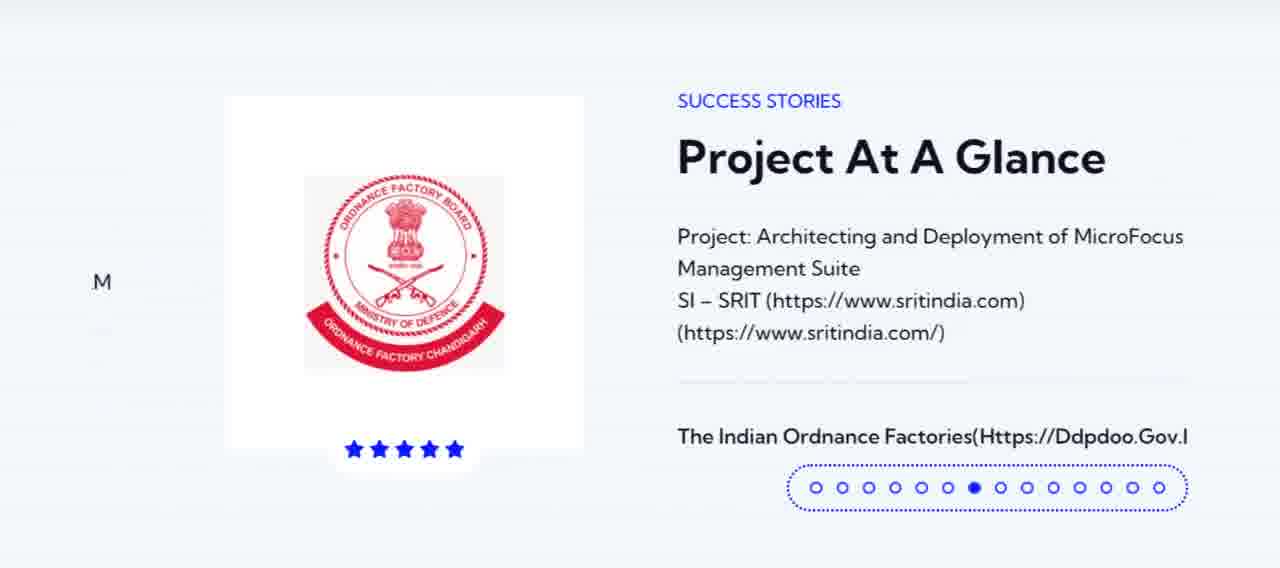 SUCCESS STORIES
Project At A Glance
M
ORDNANCE FACTORY BOARD
MINISTRY OF DEFENCE
ORDNANCE FACTORY CHANDIGARH
Project: Architecting and Deployment of MicroFocus
Management Suite
SI – SRIT (https://www.sritindia.com)
(https://www.sritindia.com/)
The Indian Ordnance Factories(Https://Ddpdoo.Gov.I